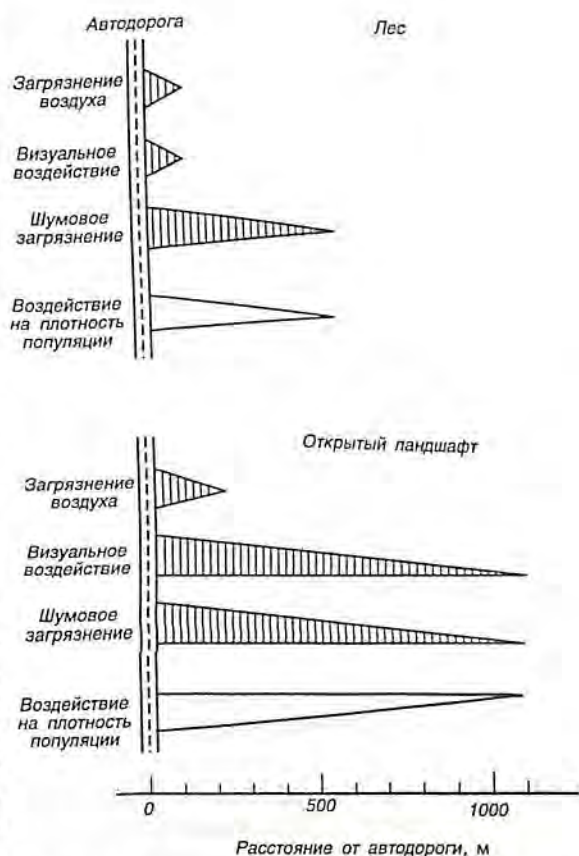 Автодорога
Лес
Загрязнение
воздуха
Визуальное
воздействие
Шумовое
загрязнение
Воздействие
на плотность
популяции
Открытый ландшафт
Загрязнение
воздуха
Визуальное
воздействие
Шумовое
загрязнение
Воздействие
на плотность
популяции
0 500 1000
Расстояние от автодороги, м